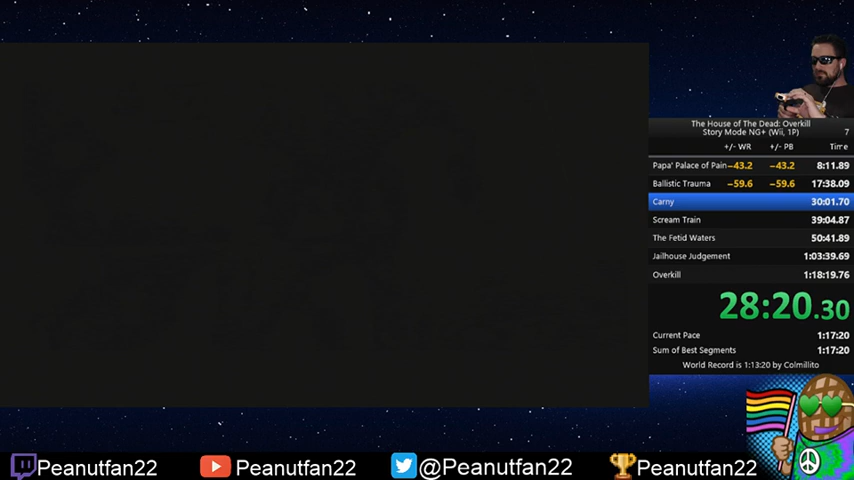 The House of The Dead: Overkill
Story Mode NG+ (Wii, 1P) 7
+/- WR +/- PB Time
Papa' Palace of Pain −43.2 −43.2 8:11.89
Ballistic Trauma −59.6 −59.6 17:38.09
Carny 30:01.70
Scream Train 39:04.87
The Fetid Waters 50:41.89
Jailhouse Judgement 1:03:39.69
Overkill 1:18:19.76
28:20.30
Current Pace 1:17:20
Sum of Best Segments 1:17:20
World Record is 1:13:20 by Colmillito
Peanutfan22 Peanutfan22 @Peanutfan22 Peanutfan22